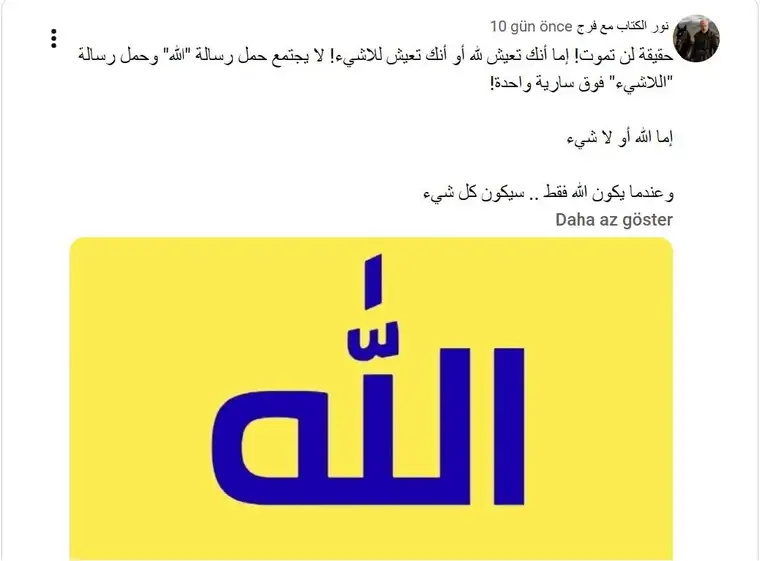 نور الكتاب مع فرج 10 gün önce
حقيقة لن تموت! إما أنك تعيش لله أو أنك تعيش للاشيء! لا يجتمع حمل رسالة "الله" وحمل رسالة
"اللاشيء" فوق سارية واحدة!
إما الله أو لا شيء
وعندما يكون الله فقط .. سيكون كل شيء
Daha az göster
اللّٰه